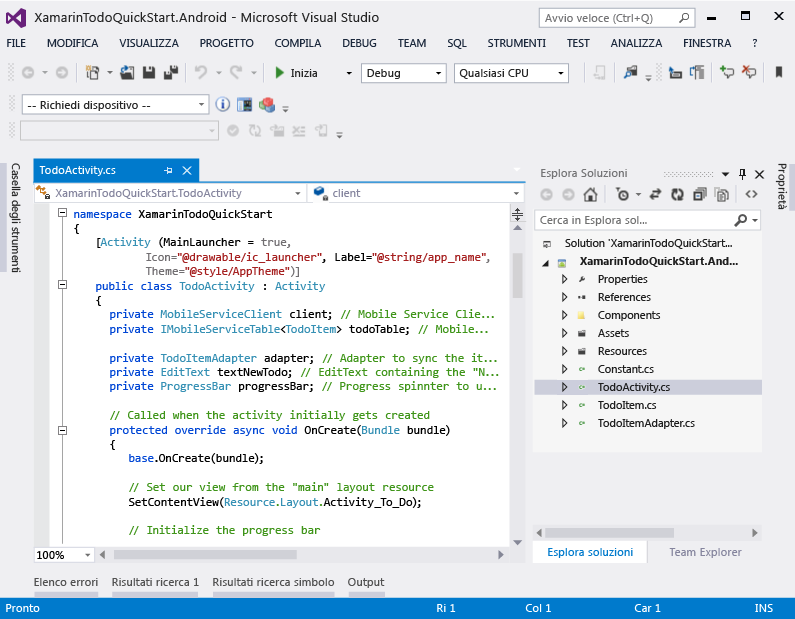 XamarinTodoQuickStart.Android - Microsoft Visual Studio
Avvio veloce (Ctrl+Q)
FILE MODIFICA VISUALIZZA PROGETTO COMPILA DEBUG TEAM SQL STRUMENTI TEST ANALIZZA FINESTRA ?
Inizia Debug Qualsiasi CPU
-- Richiedi dispositivo --
Casella degli strumenti
TodoActivity.cs
XamarinTodoQuickStart.TodoActivity client
namespace XamarinTodoQuickStart
{
[Activity (MainLauncher = true,
Icon="@drawable/ic_launcher", Label="@string/app_name",
Theme="@style/AppTheme")]
public class TodoActivity : Activity
{
private MobileServiceClient client; // Mobile Service Clie...
private IMobileServiceTable<TodoItem> todoTable; // Mobile...
private TodoItemAdapter adapter; // Adapter to sync the it...
private EditText textNewTodo; // EditText containing the "N...
private ProgressBar progressBar; // Progress spinnter to u...
// Called when the activity initially gets created
protected override async void OnCreate(Bundle bundle)
{
base.OnCreate(bundle);
// Set our view from the "main" layout resource
SetContentView(Resource.Layout.Activity_To_Do);
// Initialize the progress bar
100%
Esplora Soluzioni
Cerca in Esplora sol...
Solution 'XamarinTodoQuickStart...
XamarinTodoQuickStart.And...
Properties
References
Components
Assets
Resources
Constant.cs
TodoActivity.cs
TodoItem.cs
TodoItemAdapter.cs
Esplora soluzioni Team Explorer
Proprietà
Elenco errori Risultati ricerca 1 Risultati ricerca simbolo Output
Pronto Ri 1 Col 1 Car 1 INS